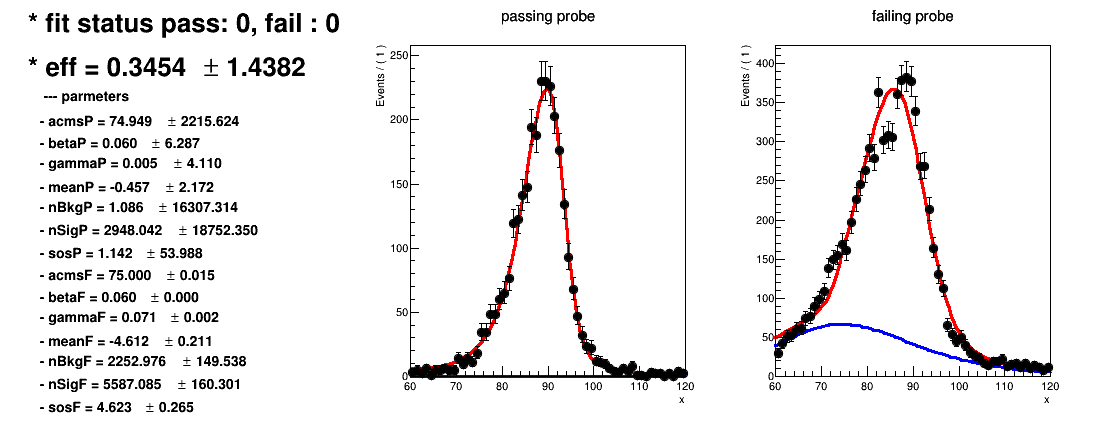 * fit status pass: 0, fail : 0
* eff = 0.3454 ± 1.4382
--- parmeters
- acmsP = 74.949 ± 2215.624
- betaP = 0.060 ± 6.287
- gammaP = 0.005 ± 4.110
- meanP = -0.457 ± 2.172
- nBkgP = 1.086 ± 16307.314
- nSigP = 2948.042 ± 18752.350
- sosP = 1.142 ± 53.988
- acmsF = 75.000 ± 0.015
- betaF = 0.060 ± 0.000
- gammaF = 0.071 ± 0.002
- meanF = -4.612 ± 0.211
- nBkgF = 2252.976 ± 149.538
- nSigF = 5587.085 ± 160.301
- sosF = 4.623 ± 0.265
passing probe
Events / ( 1 )
250
200
150
100
50
0
60 70 80 90 100 110 120
x
failing probe
Events / ( 1 )
400
350
300
250
200
150
100
50
0
60 70 80 90 100 110 120
x